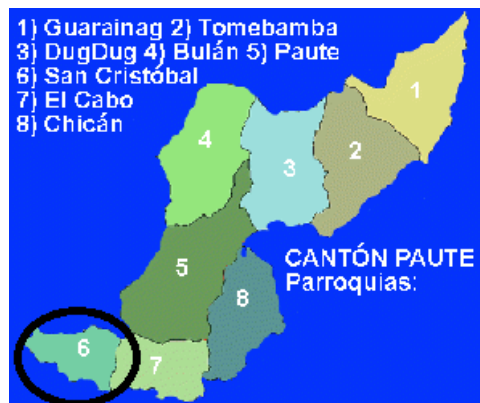 1) Guarainag 2) Tomebamba
3) DugDug 4) Bulán 5) Paute
6) San Cristóbal
7) El Cabo
8) Chicán
1
4
2
3
CANTÓN PAUTE
Parroquias:
5
8
6
7